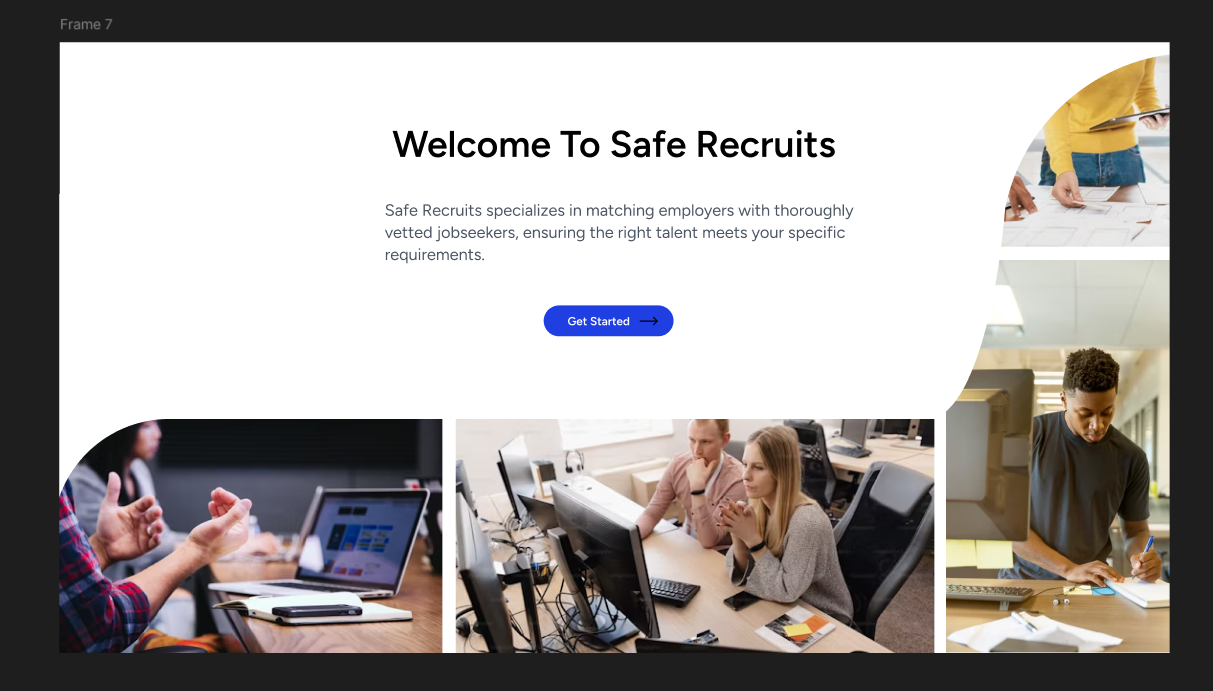 Frame 7
Welcome To Safe Recruits
Safe Recruits specializes in matching employers with thoroughly
vetted jobseekers, ensuring the right talent meets your specific
requirements.
Get Started